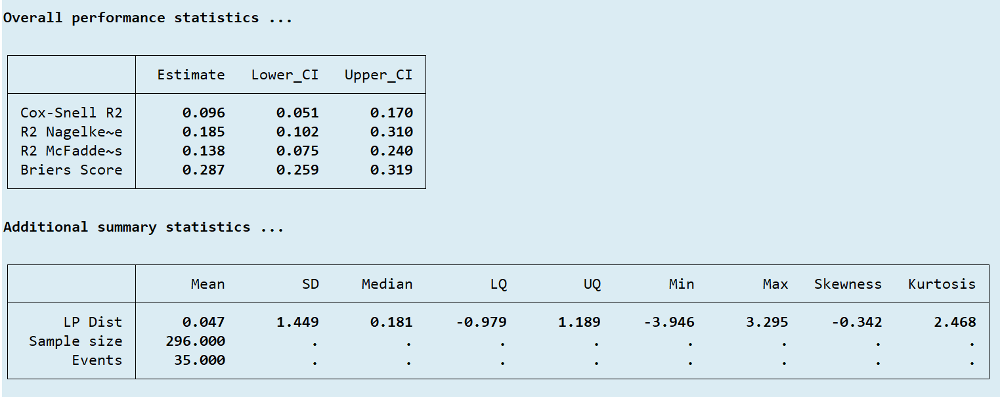 Overall performance statistics ...
Estimate Lower_CI Upper_CI
Cox-Snell R2 0.096 0.051 0.170
R2 Nagelke~e 0.185 0.102 0.310
R2 McFadde~s 0.138 0.075 0.240
Briers Score 0.287 0.259 0.319
Additional summary statistics ...
Mean SD Median LQ UQ Min Max Skewness Kurtosis
LP Dist 0.047 1.449 0.181 -0.979 1.189 -3.946 3.295 -0.342 2.468
Sample size 296.000 . . . . . . . .
Events 35.000 . . . . . . . .